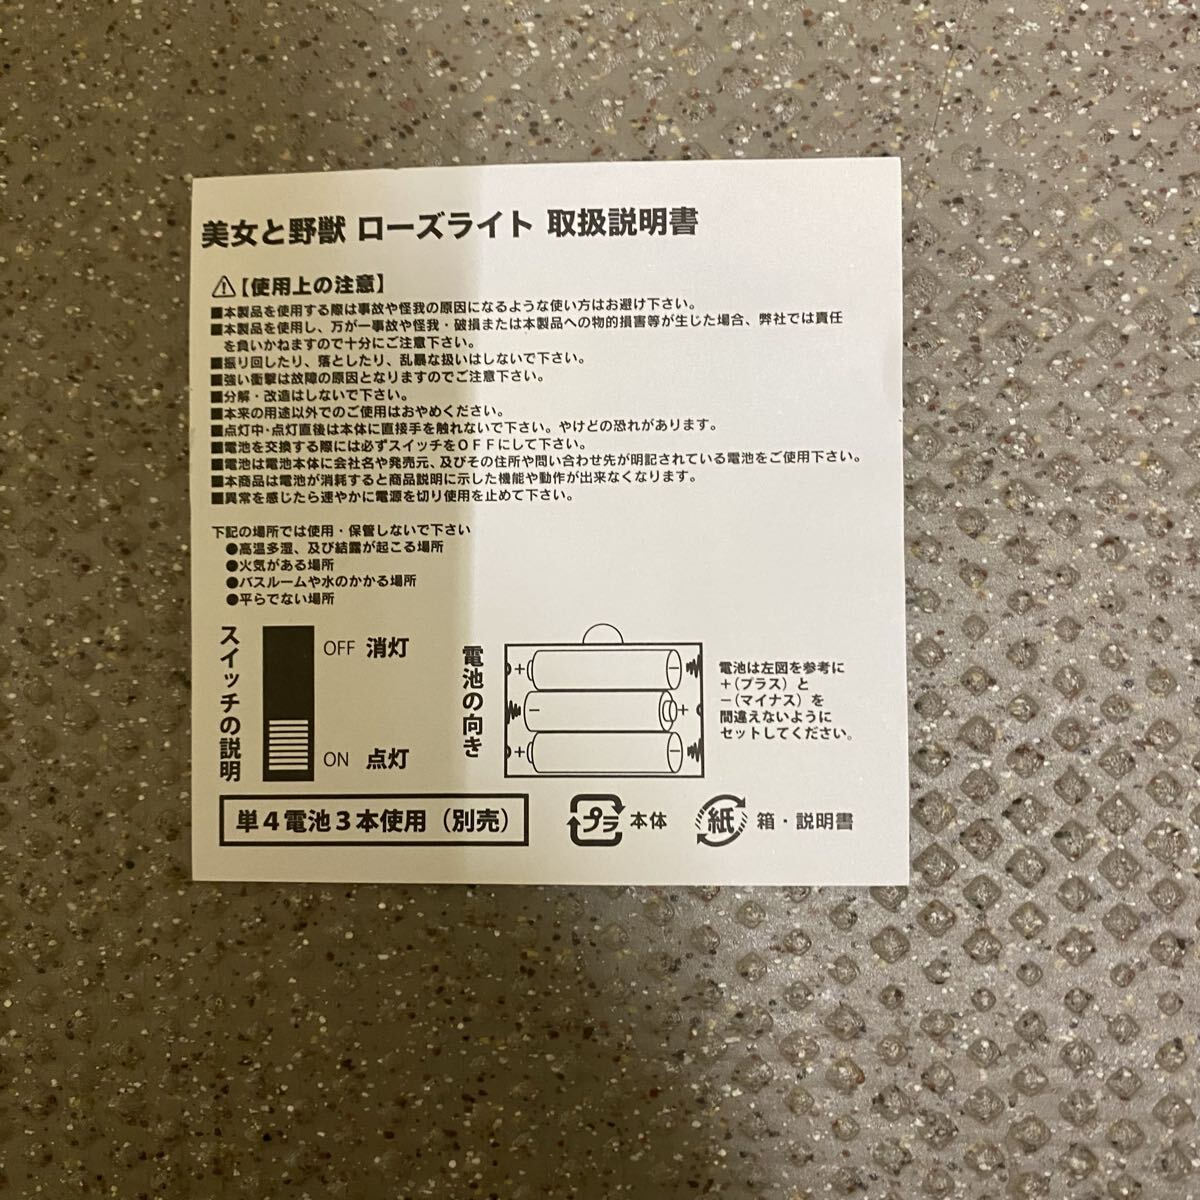 美女と野獣 ローズライト 取扱説明書
⚠【使用上の注意】
■本製品を使用する際は事故や怪我の原因になるような使い方はお避け下さい。
■本製品を使用し、万が一事故や怪我・破損または本製品への物的損害等が生じた場合、弊社では責任
を負いかねますので十分にご注意下さい。
■振り回したり、落としたり、乱暴な扱いはしないで下さい。
■強い衝撃は故障の原因となりますのでご注意下さい。
■分解・改造はしないで下さい。
■本来の用途以外でのご使用はおやめください。
■点灯中・点灯直後は本体に直接手を触れないで下さい。やけどの恐れがあります。
■電池を交換する際には必ずスイッチをOFFにして下さい。
■電池は電池本体に会社名や発売元、及びその住所や問い合わせ先が明記されている電池をご使用下さい。
■本商品は電池が消耗すると商品説明に示した機能や動作が出来なくなります。
■異常を感じたら速やかに電源を切り使用を止めて下さい。
下記の場所では使用・保管しないで下さい
●高温多湿、及び結露が起こる場所
●火気がある場所
●バスルームや水のかかる場所
●平らでない場所
スイッチの説明
OFF 消灯
ON 点灯
電池の向き
+ −
− +
+ −
電池は左図を参考に
+(プラス)と
−(マイナス)を
間違えないように
セットしてください。
単4電池3本使用(別売)
プラ 本体
紙 箱・説明書